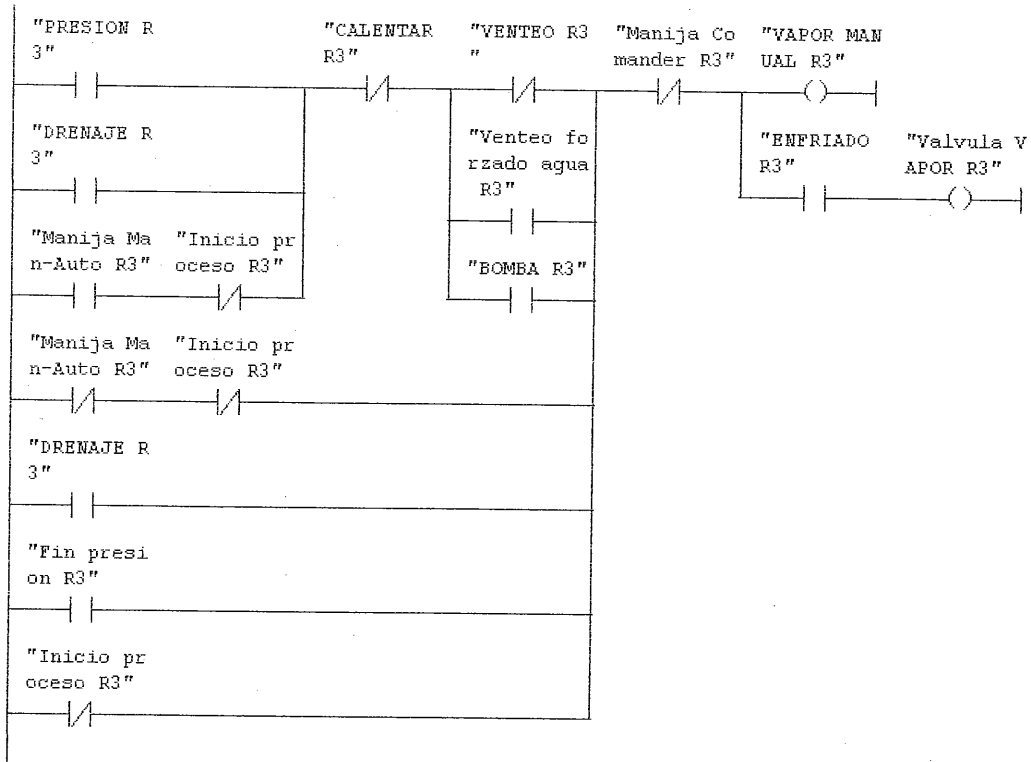 "PRESION R
3"
"CALENTAR
R3"
"VENTEO R3
"
"Manija Co
mander R3"
"VAPOR MAN
UAL R3"
"DRENAJE R
3"
"Venteo fo
rzado agua
R3"
"ENFRIADO
R3"
"Valvula V
APOR R3"
"Manija Ma
n-Auto R3"
"Inicio pr
oceso R3"
"BOMBA R3"
"Manija Ma
n-Auto R3"
"Inicio pr
oceso R3"
"DRENAJE R
3"
"Fin presi
on R3"
"Inicio pr
oceso R3"